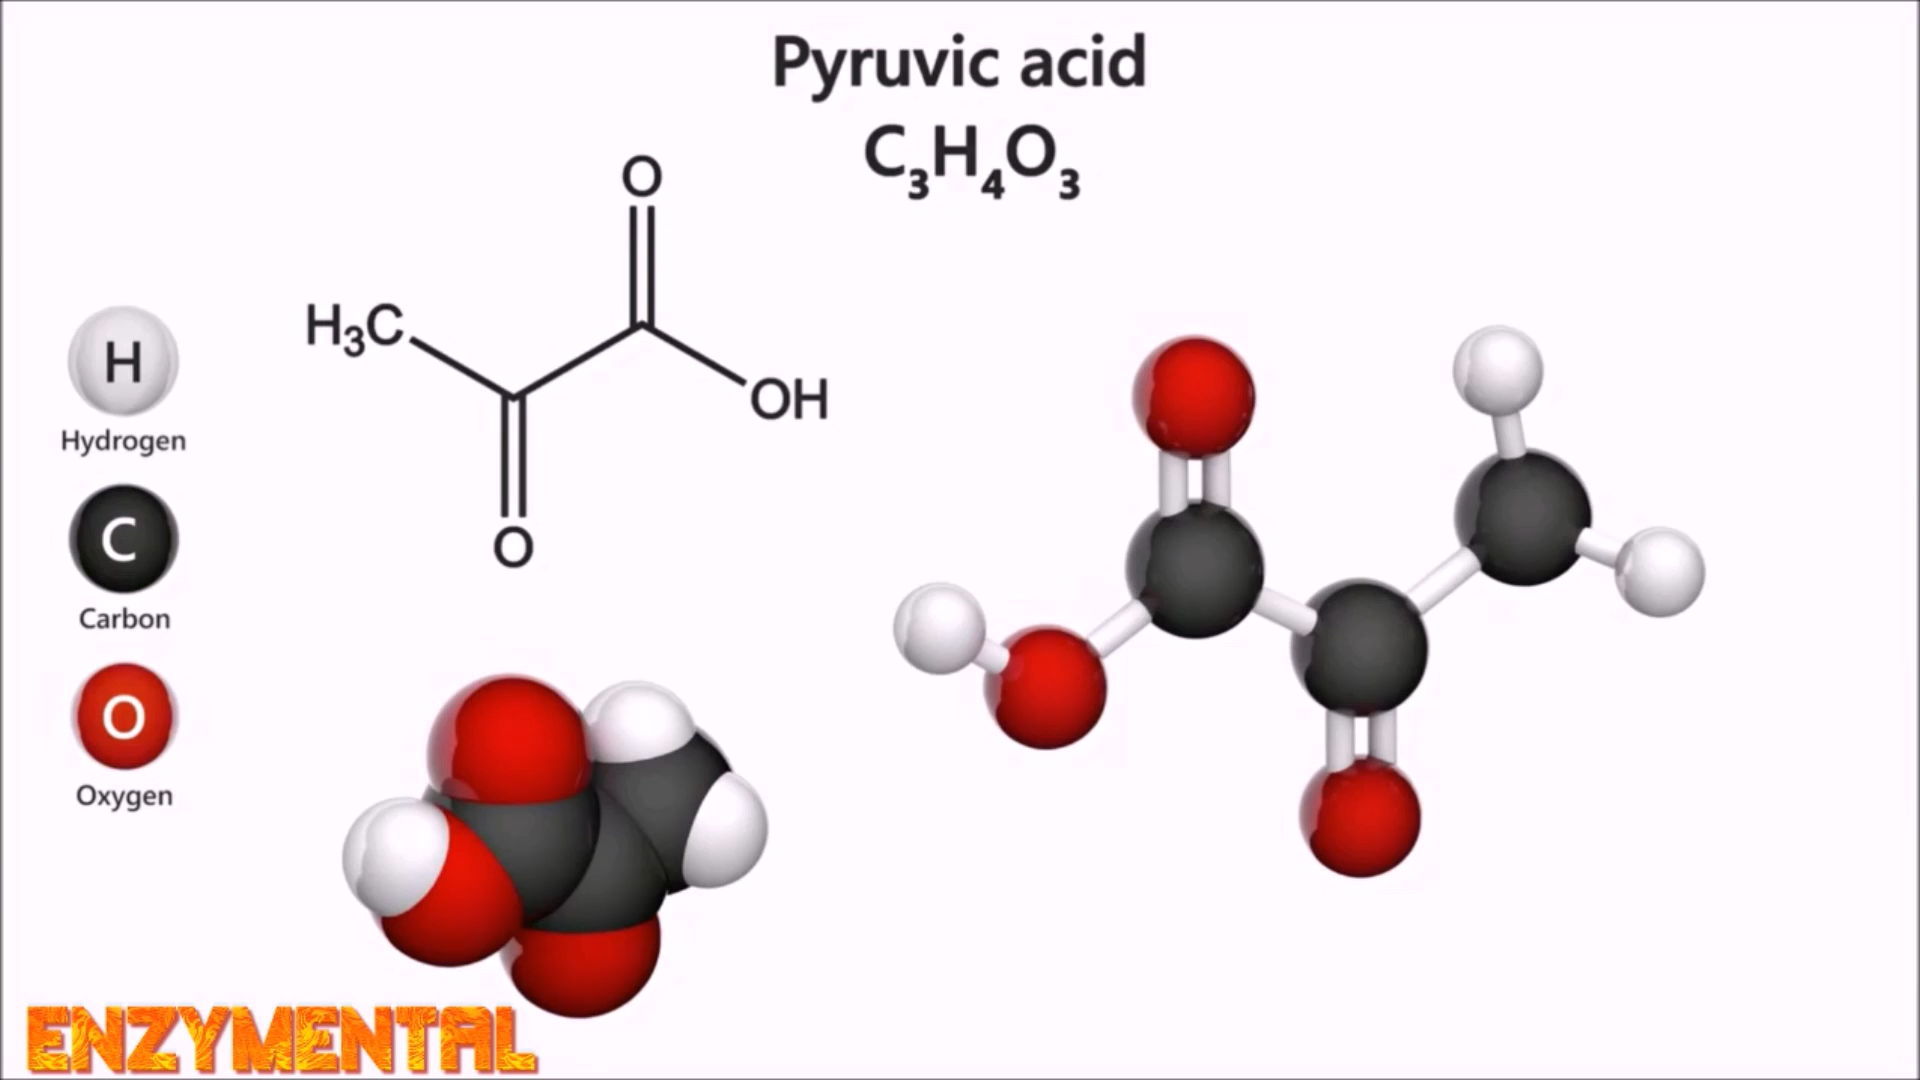 Pyruvic acid
C₃H₄O₃
O
H₃C
OH
O
H
Hydrogen
C
Carbon
O
Oxygen
ENZYMENTAL